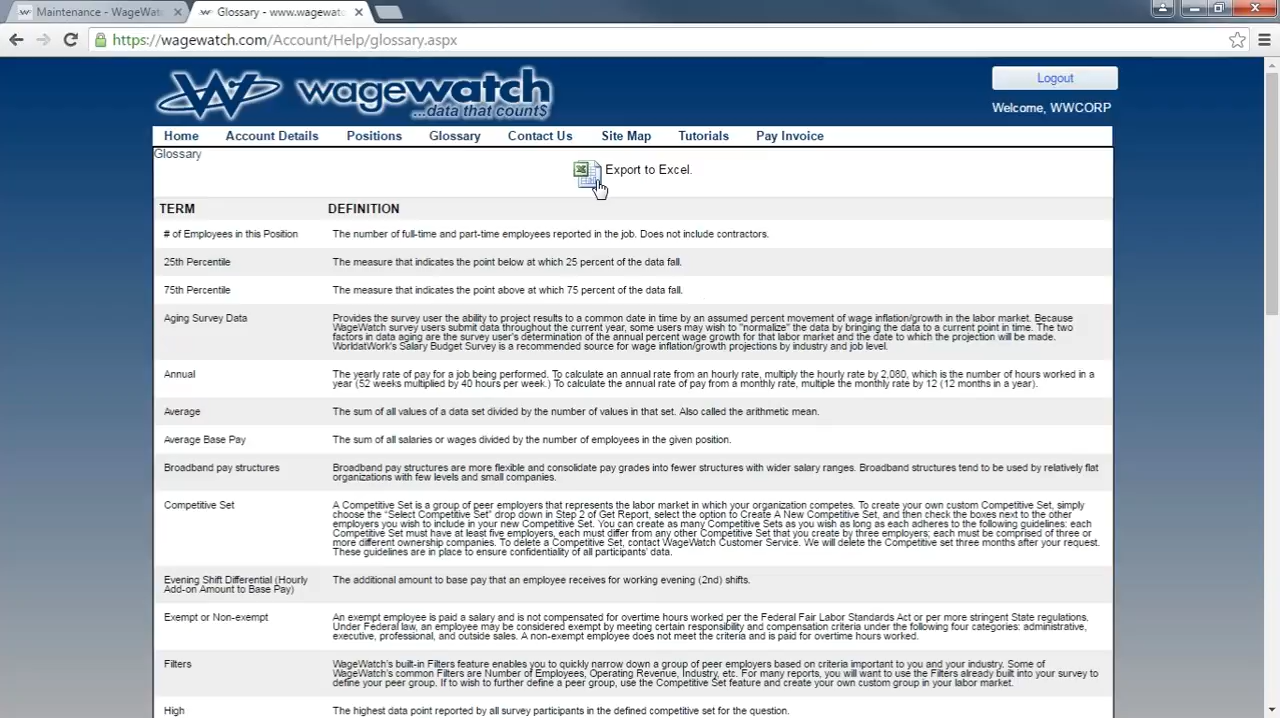 Maintenance - WageWat
Glossary - www.wagewatc
https://wagewatch.com/Account/Help/glossary.aspx
wagewatch
...data that count$
Logout
Welcome, WWCORP
Home Account Details Positions Glossary Contact Us Site Map Tutorials Pay Invoice
Glossary
Export to Excel.
TERM DEFINITION
# of Employees in this Position The number of full-time and part-time employees reported in the job. Does not include contractors.
25th Percentile The measure that indicates the point below at which 25 percent of the data fall.
75th Percentile The measure that indicates the point above at which 75 percent of the data fall.
Aging Survey Data Provides the survey user the ability to project results to a common date in time by an assumed percent movement of wage inflation/growth in the labor market. Because
WageWatch survey users submit data throughout the current year, some users may wish to "normalize" the data by bringing the data to a current point in time. The two
factors in data aging are the survey user's determination of the annual percent wage growth for that labor market and the date to which the projection will be made.
WorldatWork's Salary Budget Survey is a recommended source for wage inflation/growth projections by industry and job level.
Annual The yearly rate of pay for a job being performed. To calculate an annual rate from an hourly rate, multiply the hourly rate by 2,080, which is the number of hours worked in a
year (52 weeks multiplied by 40 hours per week.) To calculate the annual rate of pay from a monthly rate, multiple the monthly rate by 12 (12 months in a year).
Average The sum of all values of a data set divided by the number of values in that set. Also called the arithmetic mean.
Average Base Pay The sum of all salaries or wages divided by the number of employees in the given position.
Broadband pay structures Broadband pay structures are more flexible and consolidate pay grades into fewer structures with wider salary ranges. Broadband structures tend to be used by relatively flat
organizations with few levels and small companies.
Competitive Set A Competitive Set is a group of peer employers that represents the labor market in which your organization competes. To create your own custom Competitive Set, simply
choose the "Select Competitive Set" drop down in Step 2 of Get Report, select the option to Create A New Competitive Set, and then check the boxes next to the other
employers you wish to include in your new Competitive Set. You can create as many Competitive Sets as you wish as long as each adheres to the following guidelines: each
Competitive Set must have at least five employers, each must differ from any other Competitive Set that you create by three employers; each must be comprised of three or
more different ownership companies. To delete a Competitive Set, contact WageWatch Customer Service. We will delete the Competitive set three months after your request.
These guidelines are in place to ensure confidentiality of all participants' data.
Evening Shift Differential (Hourly The additional amount to base pay that an employee receives for working evening (2nd) shifts.
Add-on Amount to Base Pay)
Exempt or Non-exempt An exempt employee is paid a salary and is not compensated for overtime hours worked per the Federal Fair Labor Standards Act or per more stringent State regulations.
Under Federal law, an employee may be considered exempt by meeting certain responsibility and compensation criteria under the following four categories: administrative,
executive, professional, and outside sales. A non-exempt employee does not meet the criteria and is paid for overtime hours worked.
Filters WageWatch's built-in Filters feature enables you to quickly narrow down a group of peer employers based on criteria important to you and your industry. Some of
WageWatch's common Filters are Number of Employees, Operating Revenue, Industry, etc. For many reports, you will want to use the Filters already built into your survey to
define your peer group. If to wish to further define a peer group, use the Competitive Set feature and create your own custom group in your labor market.
High The highest data point reported by all survey participants in the defined competitive set for the question.